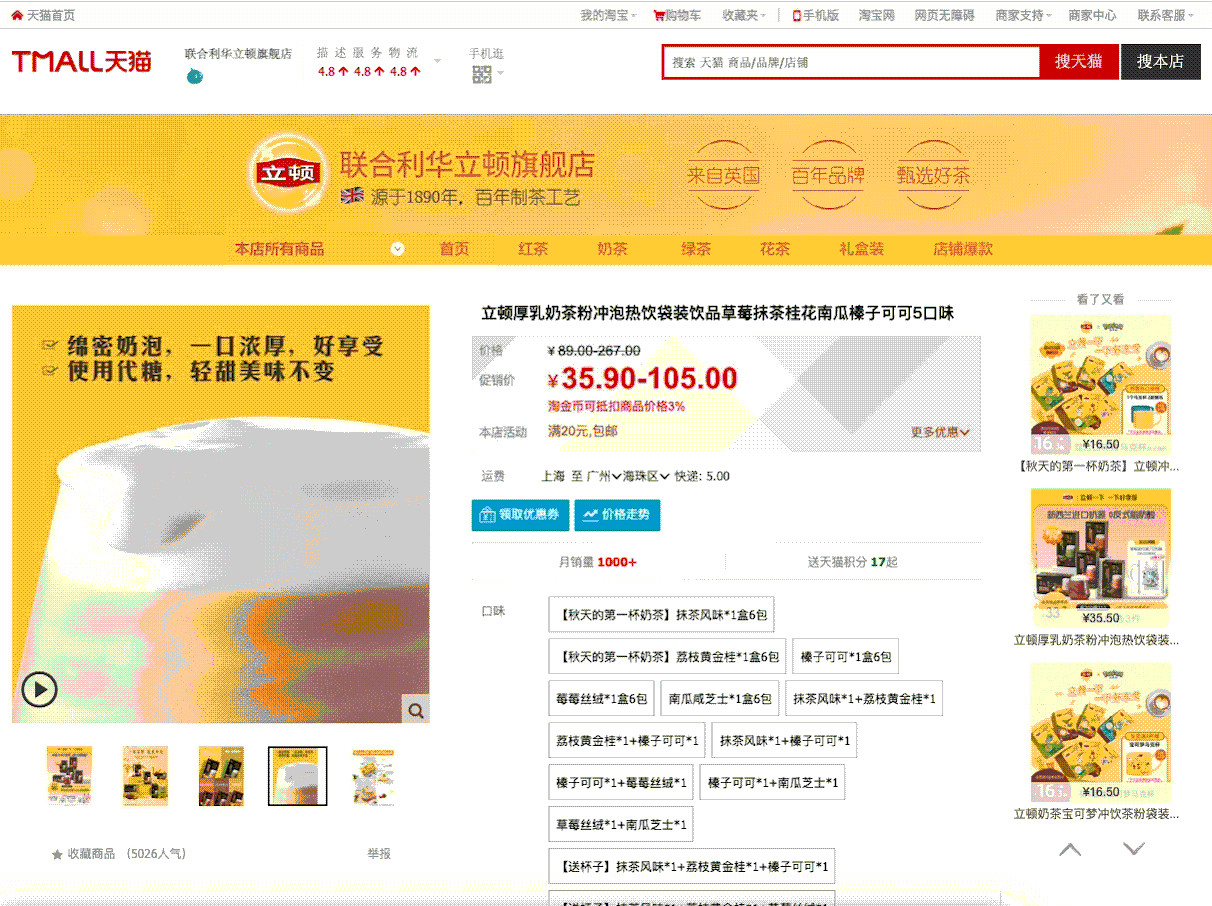 天猫首页
我的淘宝 购物车 收藏夹 手机版 淘宝网 网页无障碍 商家支持 商家中心 联系客服
TMALL天猫
联合利华立顿旗舰店
描 述 服 务 物 流
4.8 4.8 4.8
手机逛
搜索 天猫 商品/品牌/店铺
搜天猫
搜本店
立顿
联合利华立顿旗舰店
源于1890年，百年制茶工艺
来自英国 百年品牌 甄选好茶
本店所有商品 首页 红茶 奶茶 绿茶 花茶 礼盒装 店铺爆款
绵密奶泡，一口浓厚，好享受
使用代糖，轻甜美味不变
收藏商品 (5026人气)
举报
立顿厚乳奶茶粉冲泡热饮袋装饮品草莓抹茶桂花南瓜榛子可可5口味
价格 ¥89.00-267.00
促销价 ¥35.90-105.00
淘金币可抵扣商品价格3%
本店活动 满20元,包邮
更多优惠
运费 上海 至 广州 海珠区 快递: 5.00
领取优惠券
价格走势
月销量 1000+
送天猫积分 17起
口味
【秋天的第一杯奶茶】抹茶风味*1盒6包
【秋天的第一杯奶茶】荔枝黄金桂*1盒6包
榛子可可*1盒6包
莓莓丝绒*1盒6包
南瓜咸芝士*1盒6包
抹茶风味*1+荔枝黄金桂*1
荔枝黄金桂*1+榛子可可*1
抹茶风味*1+榛子可可*1
榛子可可*1+莓莓丝绒*1
榛子可可*1+南瓜芝士*1
草莓丝绒*1+南瓜芝士*1
【送杯子】抹茶风味*1+荔枝黄金桂*1+榛子可可*1
看了又看
¥16.50
【秋天的第一杯奶茶】立顿冲...
¥35.50
立顿厚乳奶茶粉冲泡热饮袋装...
¥16.50
立顿奶茶宝可梦冲饮茶粉袋装...